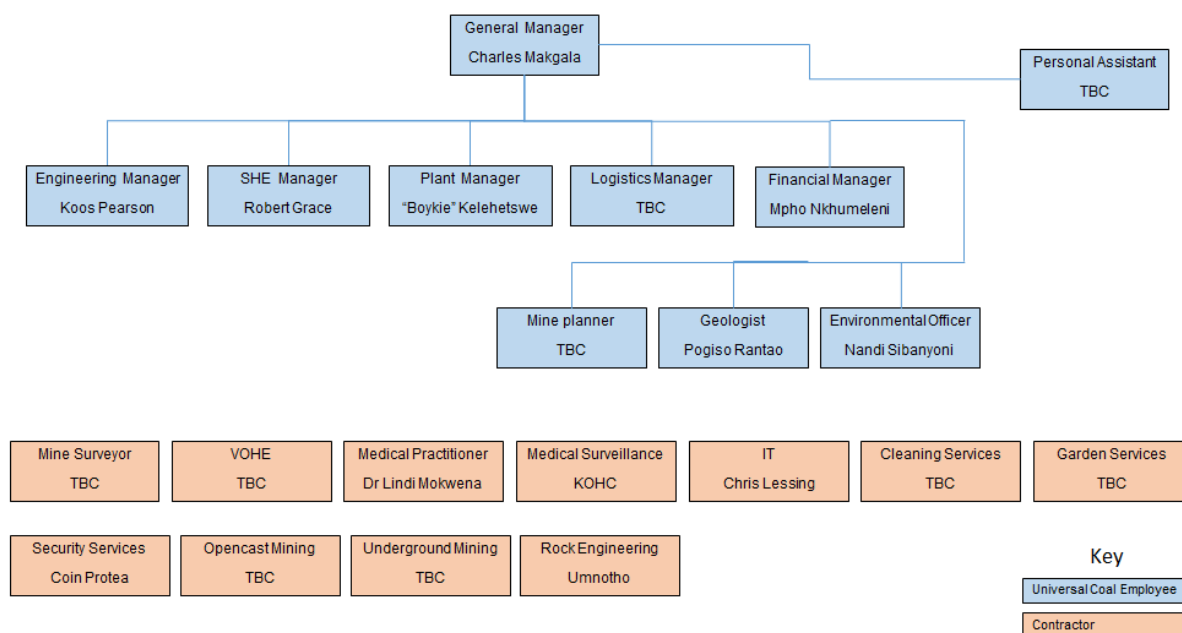 General Manager
Charles Makgala
Personal Assistant
TBC
Engineering Manager
Koos Pearson
SHE Manager
Robert Grace
Plant Manager
“Boykie” Kelehetswe
Logistics Manager
TBC
Financial Manager
Mpho Nkhumeleni
Mine planner
TBC
Geologist
Pogiso Rantao
Environmental Officer
Nandi Sibanyoni
Mine Surveyor
TBC
VOHE
TBC
Medical Practitioner
Dr Lindi Mokwena
Medical Surveillance
KOHC
IT
Chris Lessing
Cleaning Services
TBC
Garden Services
TBC
Security Services
Coin Protea
Opencast Mining
TBC
Underground Mining
TBC
Rock Engineering
Umnotho
Key
Universal Coal Employee
Contractor